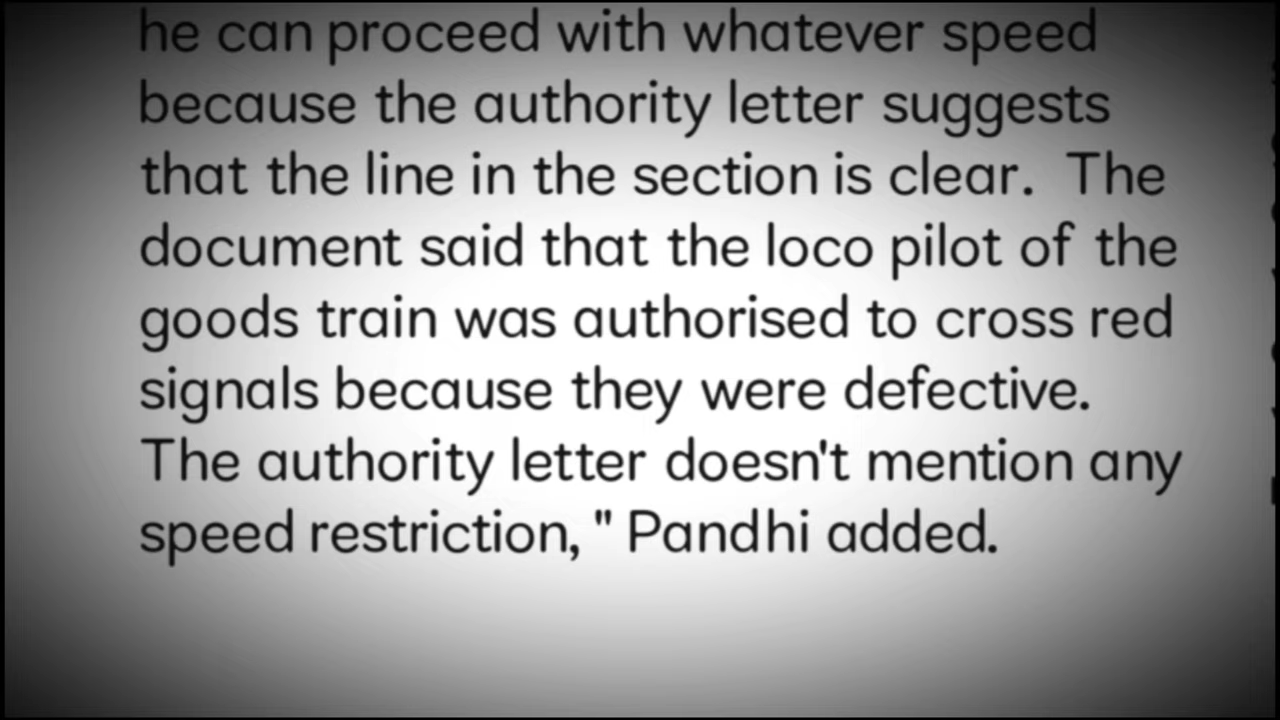 he can proceed with whatever speed
because the authority letter suggests
that the line in the section is clear.  The
document said that the loco pilot of the
goods train was authorised to cross red
signals because they were defective.
The authority letter doesn't mention any
speed restriction, " Pandhi added.